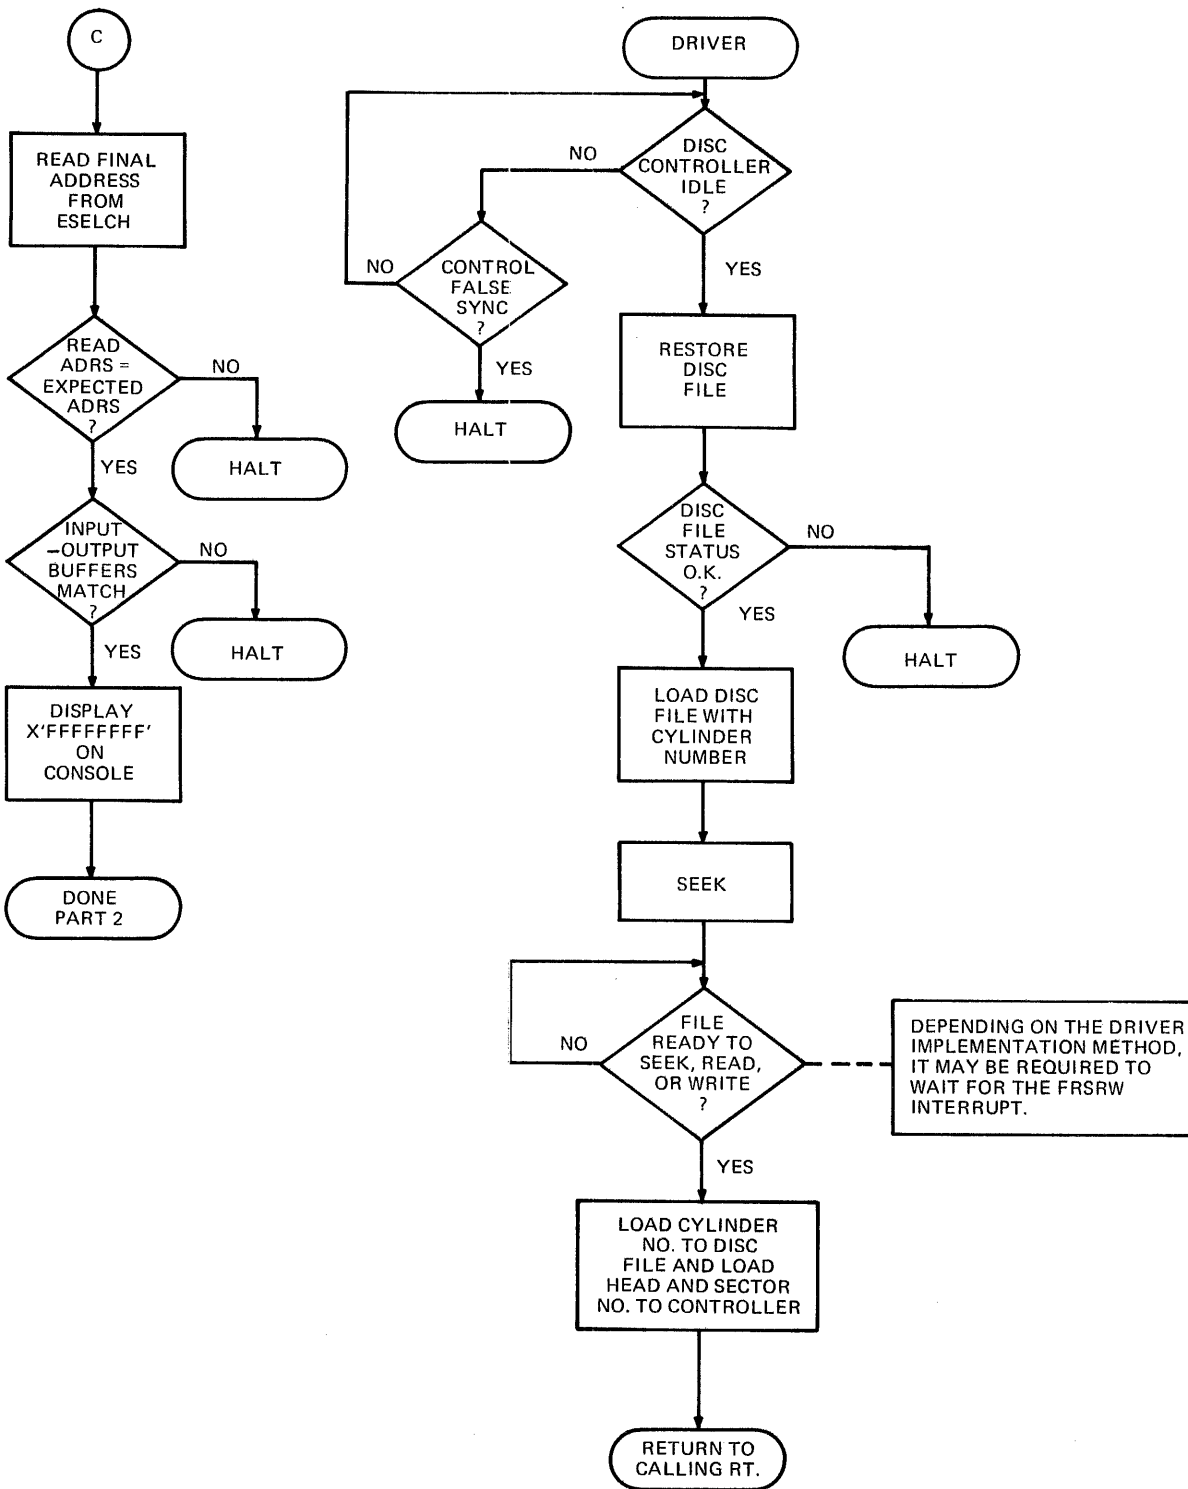 C
READ FINAL
ADDRESS
FROM
ESELCH
READ
ADRS =
EXPECTED
ADRS
?
NO
HALT
YES
INPUT
–OUTPUT
BUFFERS
MATCH
?
NO
HALT
YES
DISPLAY
X'FFFFFFFF'
ON
CONSOLE
DONE
PART 2
DRIVER
DISC
CONTROLLER
IDLE
?
NO
CONTROL
FALSE
SYNC
?
NO
YES
HALT
YES
RESTORE
DISC
FILE
DISC
FILE
STATUS
O.K.
?
NO
HALT
YES
LOAD DISC
FILE WITH
CYLINDER
NUMBER
SEEK
FILE
READY TO
SEEK, READ,
OR WRITE
?
NO
DEPENDING ON THE DRIVER
IMPLEMENTATION METHOD,
IT MAY BE REQUIRED TO
WAIT FOR THE FRSRW
INTERRUPT.
YES
LOAD CYLINDER
NO. TO DISC
FILE AND LOAD
HEAD AND SECTOR
NO. TO CONTROLLER
RETURN TO
CALLING RT.